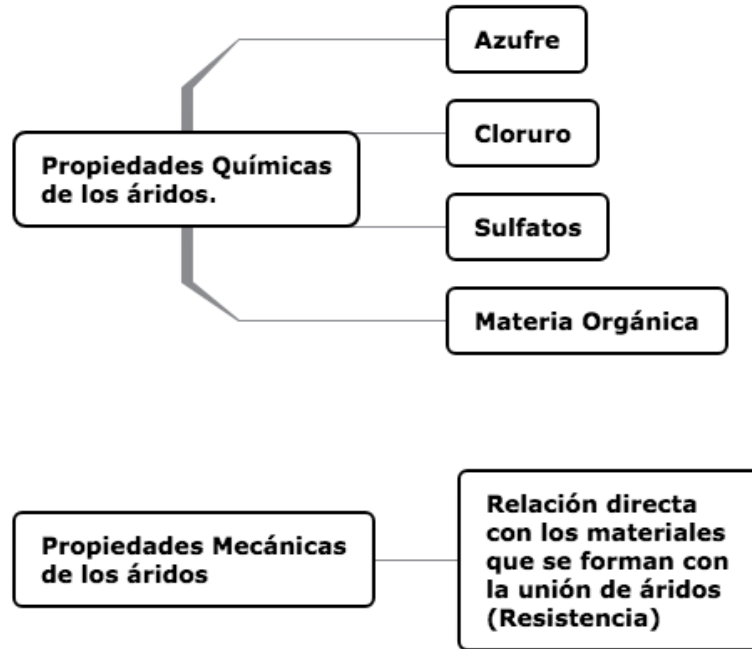 Azufre
Cloruro
Propiedades Químicas
de los áridos.
Sulfatos
Materia Orgánica
Propiedades Mecánicas
de los áridos
Relación directa
con los materiales
que se forman con
la unión de áridos
(Resistencia)